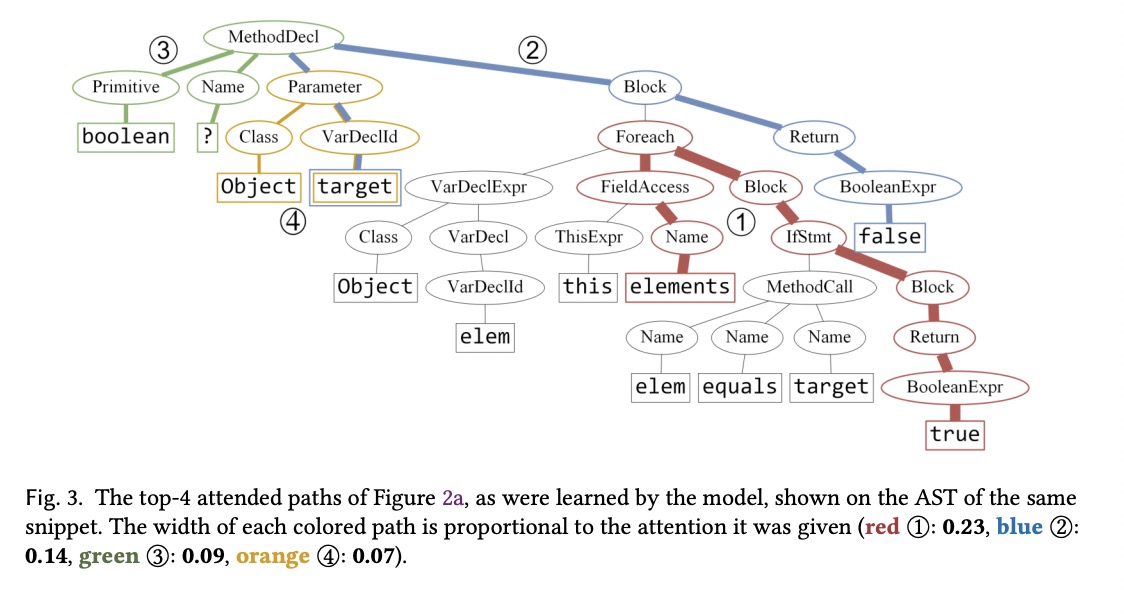 MethodDecl
③
②
Primitive Name Parameter Block
boolean ? Class VarDeclId Foreach Return
Object target VarDeclExpr FieldAccess Block BooleanExpr
④ ①
Class VarDecl ThisExpr Name IfStmt false
Object VarDeclId this elements MethodCall Block
elem Name Name Name Return
elem equals target BooleanExpr
true
Fig. 3. The top-4 attended paths of Figure 2a, as were learned by the model, shown on the AST of the same
snippet. The width of each colored path is proportional to the attention it was given (red ①: 0.23, blue ②:
0.14, green ③: 0.09, orange ④: 0.07).